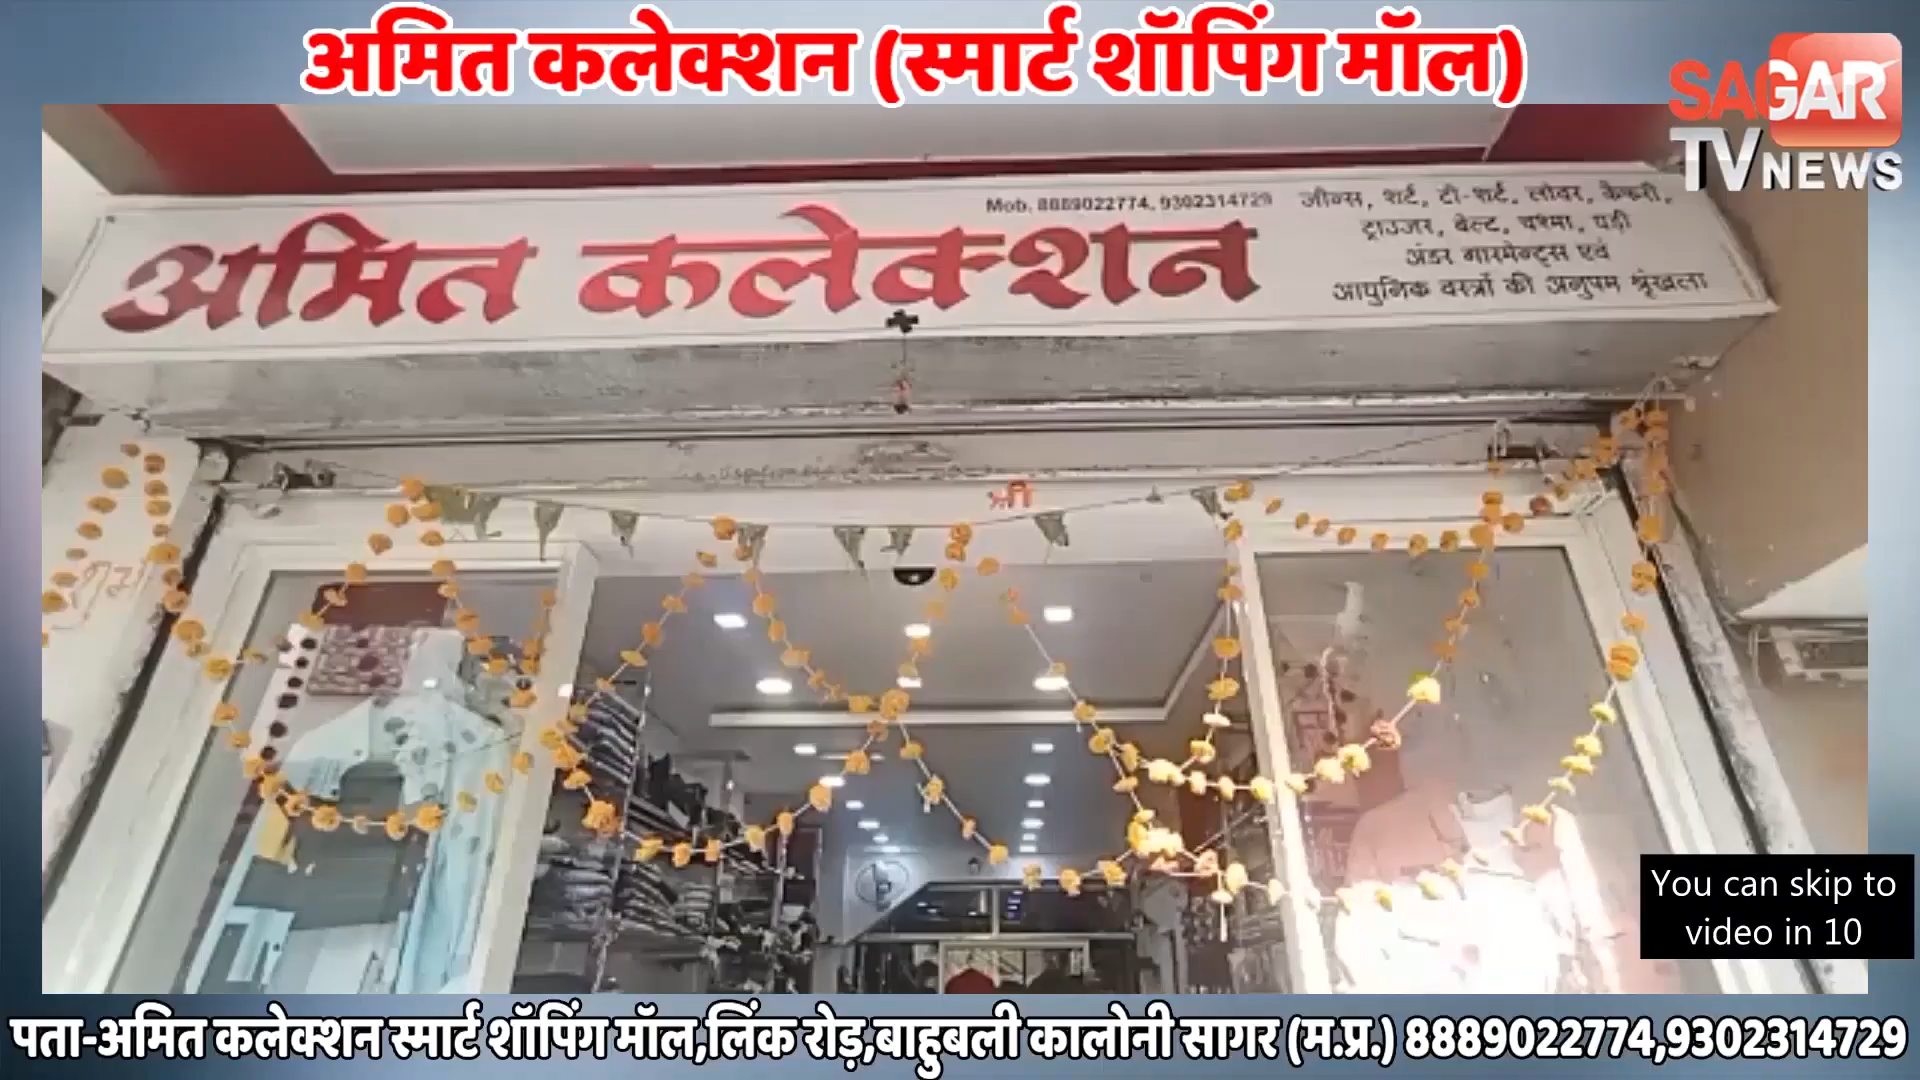 अमित कलेक्शन (स्मार्ट शॉपिंग मॉल)
SAGAR
TV NEWS
Mob. 8889022774, 9302314729
अमित कलेक्शन
जीन्स, शर्ट, टी-शर्ट, लोवर, कैपरी,
ट्राउजर, बेल्ट, चश्मा, घड़ी
अंडर गारमेन्ट्स एवं
आधुनिक वस्त्रों की अनुपम श्रृंखला
श्री
You can skip to
video in 10
पता-अमित कलेक्शन स्मार्ट शॉपिंग मॉल,लिंक रोड़,बाहुबली कालोनी सागर (म.प्र.) 8889022774,9302314729